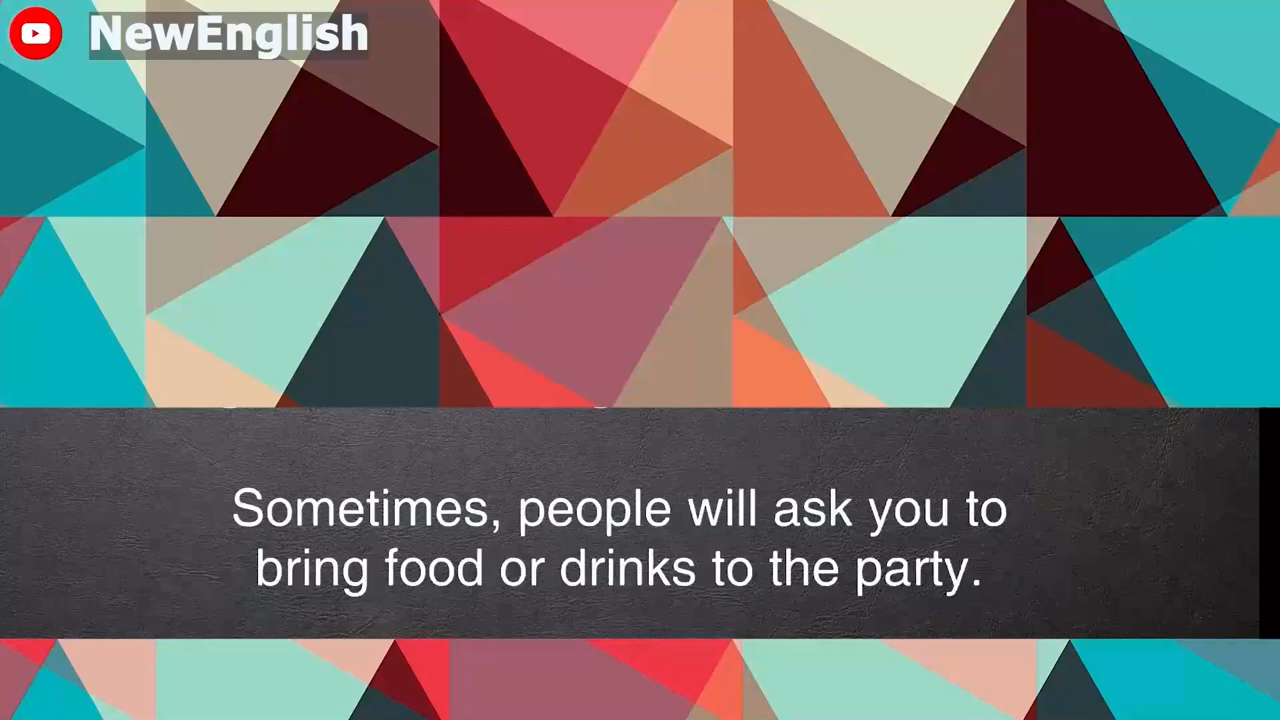 NewEnglish
Sometimes, people will ask you to
bring food or drinks to the party.